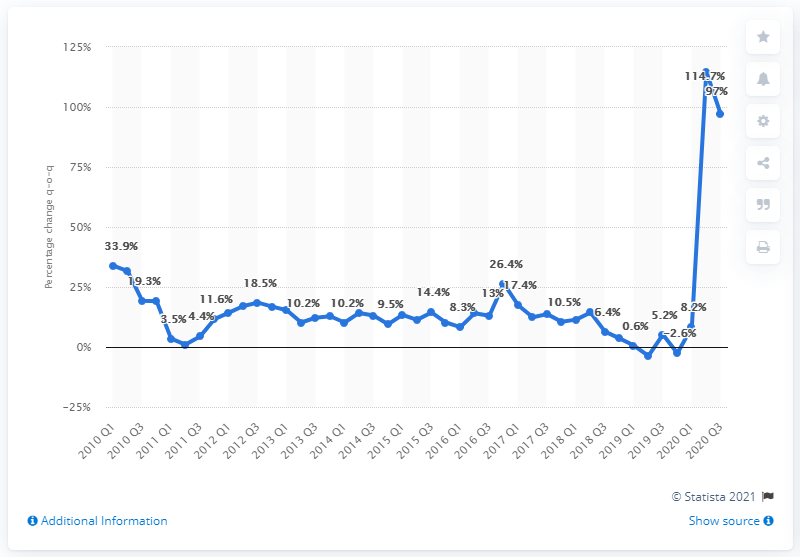 125%
100%
75%
50%
25%
0%
−25%
Percentage change q-o-q
33.9%
19.3%
3.5%
4.4%
11.6%
18.5%
10.2%
10.2%
9.5%
14.4%
8.3%
13%
26.4%
17.4%
10.5%
6.4%
0.6%
5.2%
−2.6%
8.2%
114.7%
97%
2010 Q1
2010 Q3
2011 Q1
2011 Q3
2012 Q1
2012 Q3
2013 Q1
2013 Q3
2014 Q1
2014 Q3
2015 Q1
2015 Q3
2016 Q1
2016 Q3
2017 Q1
2017 Q3
2018 Q1
2018 Q3
2019 Q1
2019 Q3
2020 Q1
2020 Q3
© Statista 2021
Additional Information
Show source